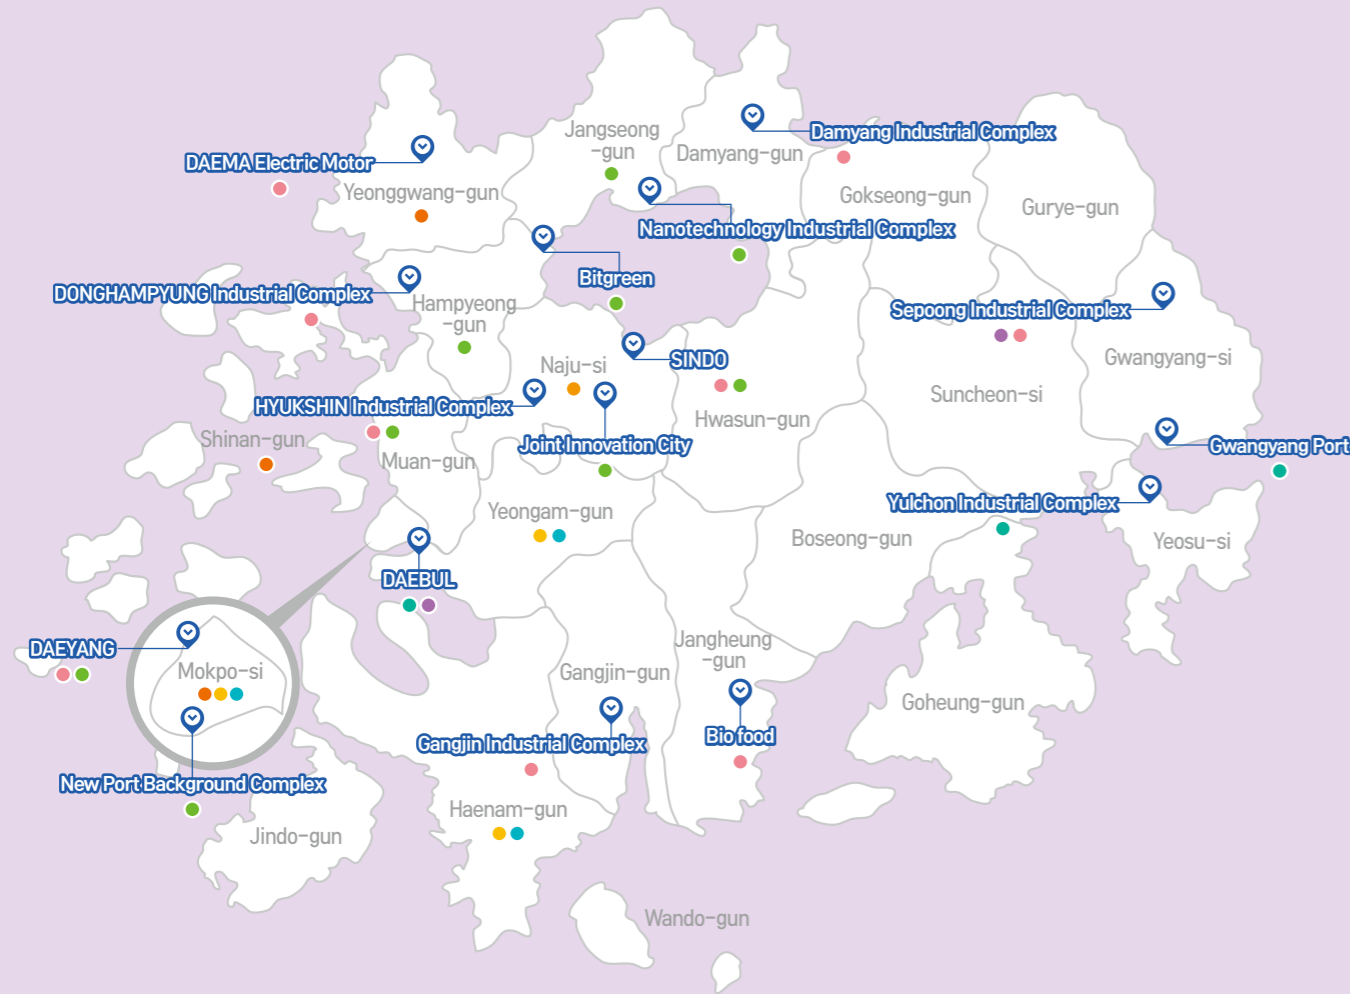 Jangseong
-gun
Damyang Industrial Complex
Damyang-gun
DAEMA Electric Motor
Yeonggwang-gun
Gokseong-gun
Gurye-gun
Nanotechnology Industrial Complex
Bitgreen
DONGHAMPYUNG Industrial Complex
Hampyeong
-gun
Sepoong Industrial Complex
Gwangyang-si
SINDO
Naju-si
Suncheon-si
HYUKSHIN Industrial Complex
Hwasun-gun
Shinan-gun
Joint Innovation City
Gwangyang Port
Muan-gun
Yulchon Industrial Complex
Yeongam-gun
Boseong-gun
Yeosu-si
DAEBUL
DAEYANG
Mokpo-si
Jangheung
-gun
Gangjin-gun
Goheung-gun
Bio food
Gangjin Industrial Complex
New Port Background Complex
Haenam-gun
Jindo-gun
Wando-gun